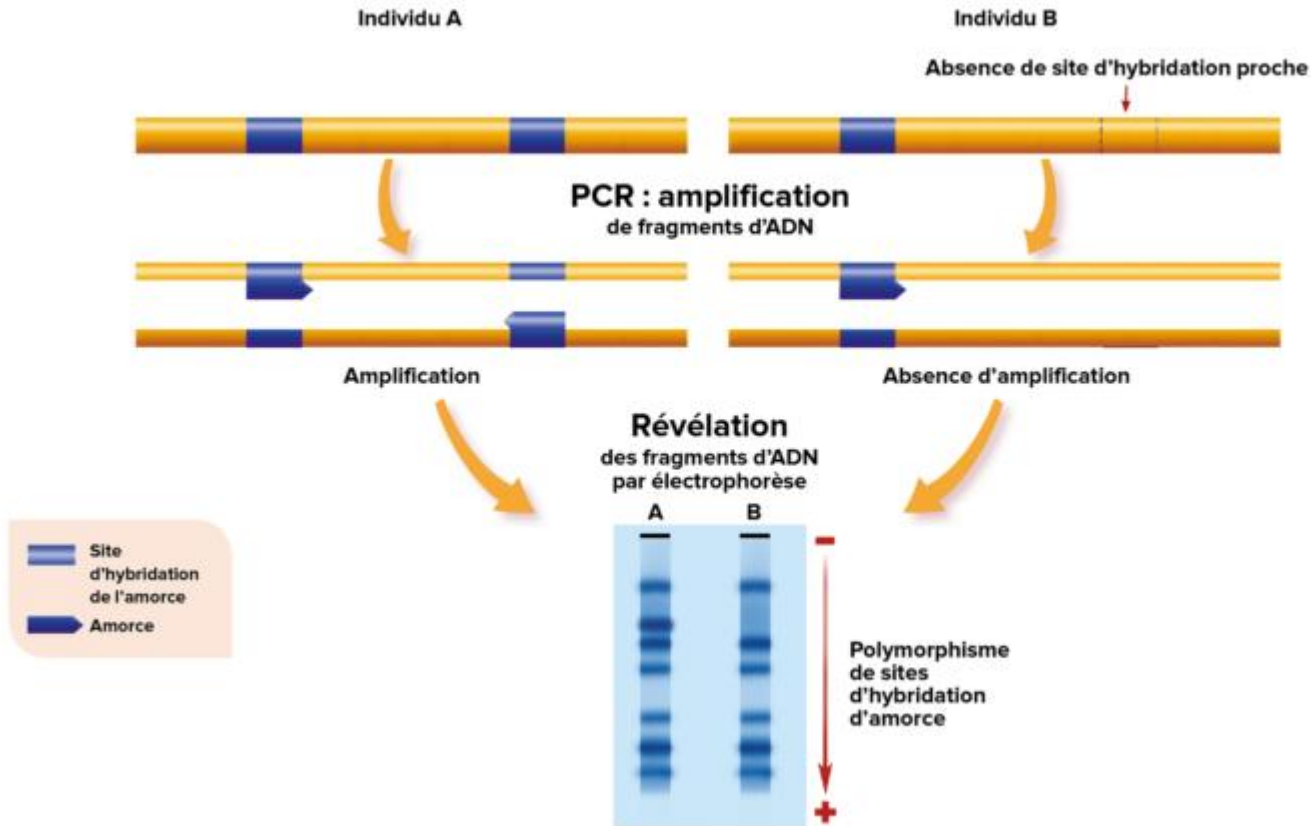 Individu A
Individu B
Absence de site d'hybridation proche
PCR : amplification
de fragments d'ADN
Amplification
Absence d'amplification
Révélation
des fragments d'ADN
par électrophorèse
A
B
Site
d'hybridation
de l'amorce
Amorce
Polymorphisme
de sites
d'hybridation
d'amorce